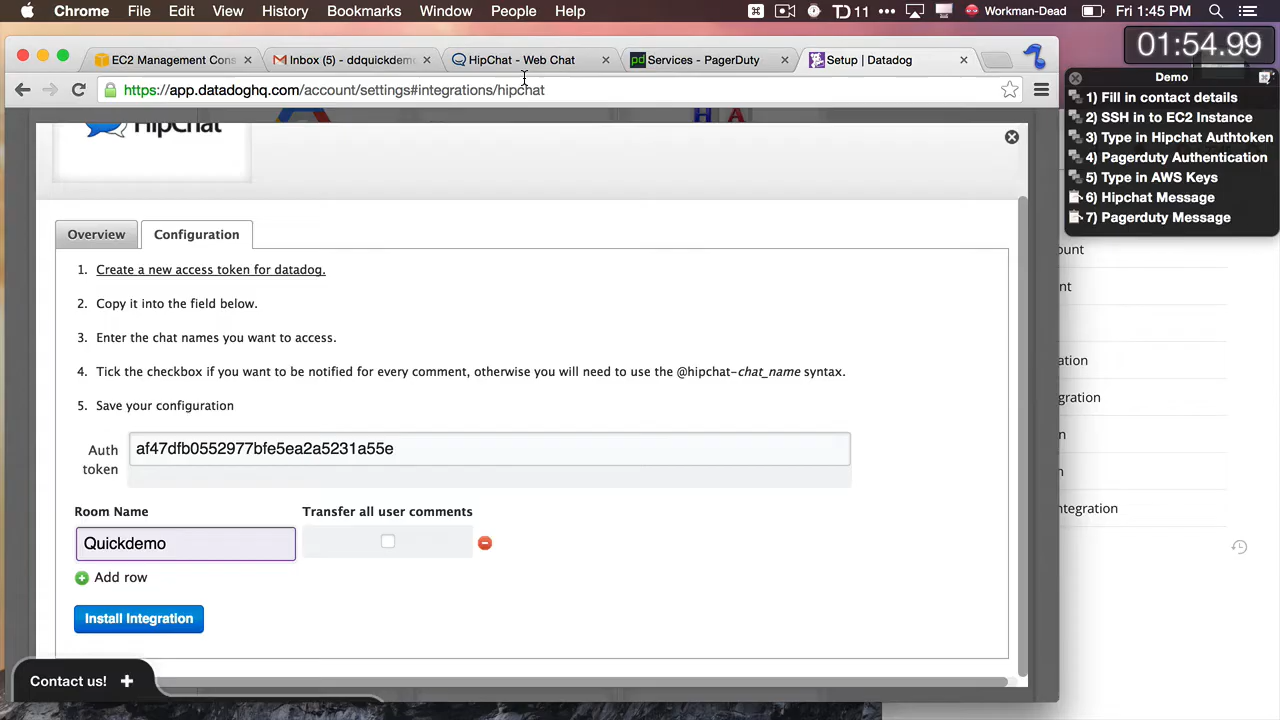 Chrome File Edit View History Bookmarks Window People Help 11 Workman-Dead Fri 1:45 PM
01:54.99
EC2 Management Cons Inbox (5) - ddquickdem HipChat - Web Chat pd Services - PagerDuty Setup | Datadog
https://app.datadoghq.com/account/settings#integrations/hipchat
Demo
1) Fill in contact details
2) SSH in to EC2 Instance
3) Type in Hipchat Authtoken
4) Pagerduty Authentication
5) Type in AWS Keys
6) Hipchat Message
7) Pagerduty Message
HipChat
Overview Configuration
1. Create a new access token for datadog.
2. Copy it into the field below.
3. Enter the chat names you want to access.
4. Tick the checkbox if you want to be notified for every comment, otherwise you will need to use the @hipchat-chat_name syntax.
5. Save your configuration
Auth token
af47dfb0552977bfe5ea2a5231a55e
Room Name Transfer all user comments
Quickdemo
Add row
Install Integration
Contact us! +
ount
nt
ation
gration
n
n
ntegration